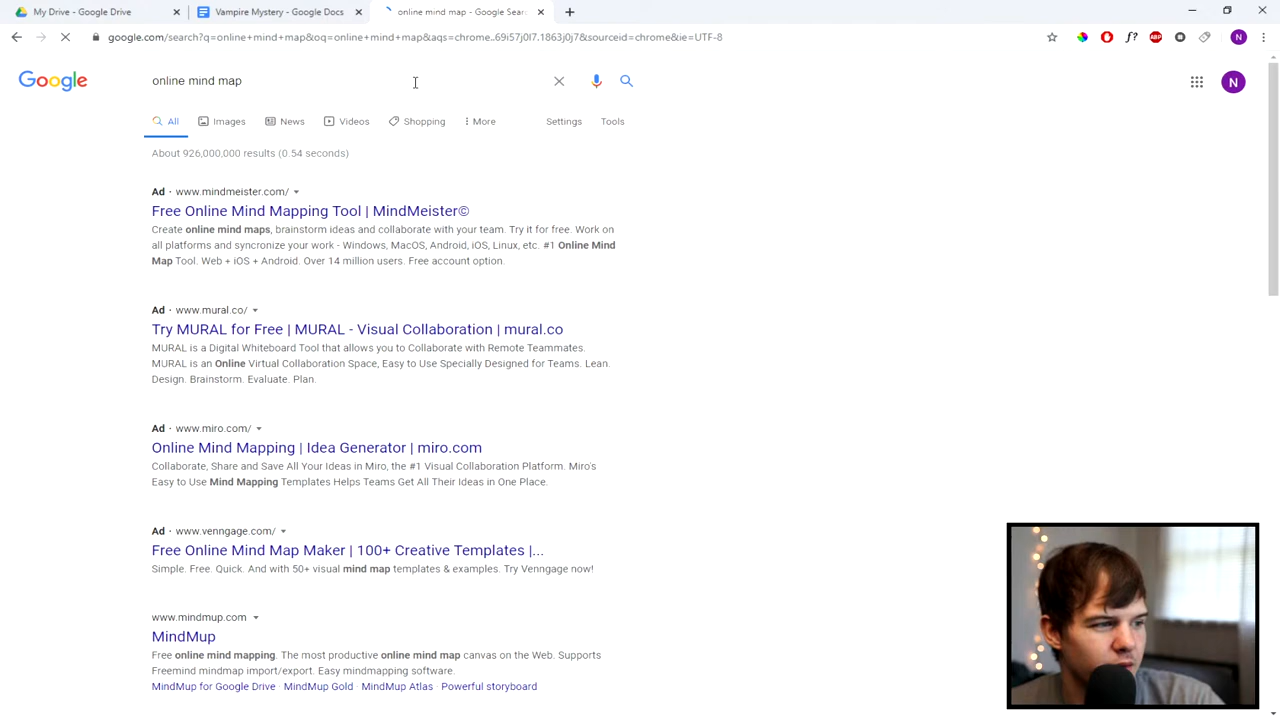 My Drive - Google Drive
Vampire Mystery - Google Docs
online mind map - Google Sear
google.com/search?q=online+mind+map&oq=online+mind+map&aqs=chrome..69i57j0l7.1863j0j7&sourceid=chrome&ie=UTF-8
f?
ABP
N
Google
online mind map
N
All
Images
News
Videos
Shopping
More
Settings
Tools
About 926,000,000 results (0.54 seconds)
Ad · www.mindmeister.com/
Free Online Mind Mapping Tool | MindMeister©
Create online mind maps, brainstorm ideas and collaborate with your team. Try it for free. Work on
all platforms and syncronize your work - Windows, MacOS, Android, iOS, Linux, etc. #1 Online Mind
Map Tool. Web + iOS + Android. Over 14 million users. Free account option.
Ad · www.mural.co/
Try MURAL for Free | MURAL - Visual Collaboration | mural.co
MURAL is a Digital Whiteboard Tool that allows you to Collaborate with Remote Teammates.
MURAL is an Online Virtual Collaboration Space, Easy to Use Specially Designed for Teams. Lean.
Design. Brainstorm. Evaluate. Plan.
Ad · www.miro.com/
Online Mind Mapping | Idea Generator | miro.com
Collaborate, Share and Save All Your Ideas in Miro, the #1 Visual Collaboration Platform. Miro's
Easy to Use Mind Mapping Templates Helps Teams Get All Their Ideas in One Place.
Ad · www.venngage.com/
Free Online Mind Map Maker | 100+ Creative Templates |...
Simple. Free. Quick. And with 50+ visual mind map templates & examples. Try Venngage now!
www.mindmup.com
MindMup
Free online mind mapping. The most productive online mind map canvas on the Web. Supports
Freemind mindmap import/export. Easy mindmapping software.
MindMup for Google Drive · MindMup Gold · MindMup Atlas · Powerful storyboard